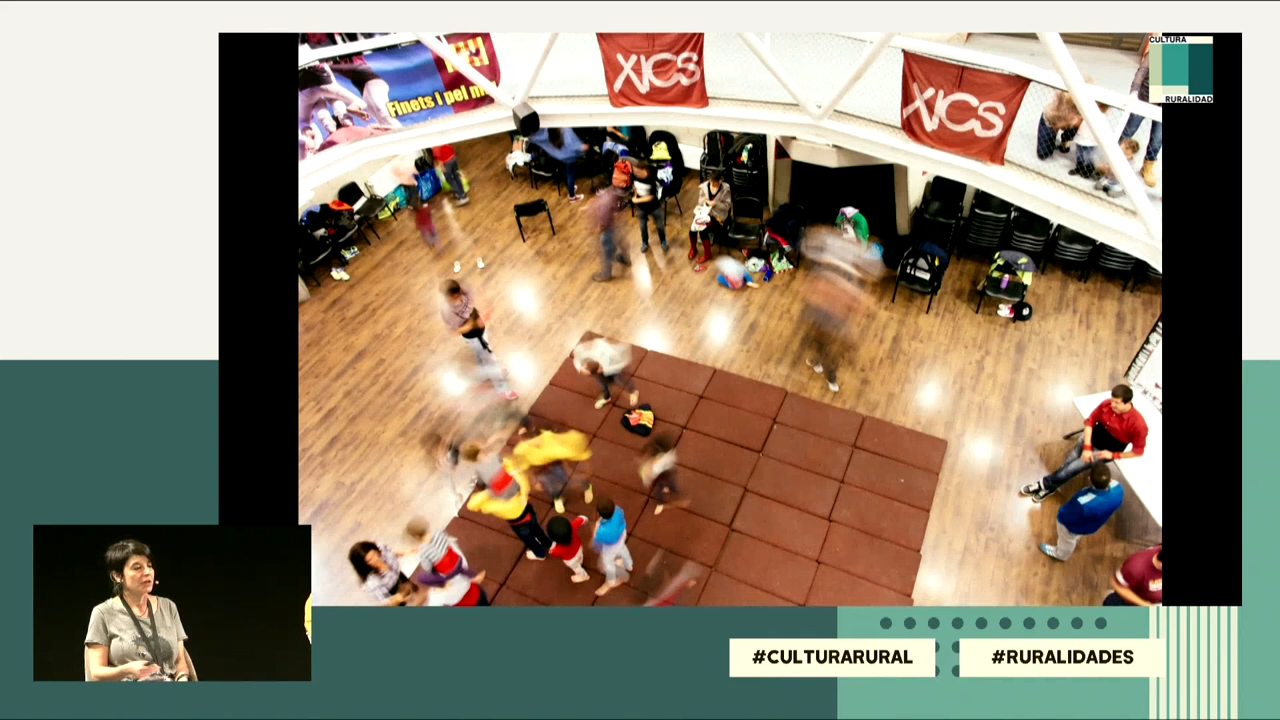 CULTURA
RURALIDAD
Finets i pel m
XICS
XICS
#CULTURARURAL
#RURALIDADES